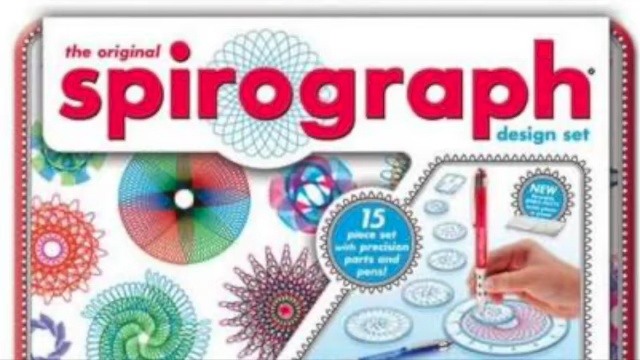 the original
spirograph
design set
15
piece set
with precision
parts and
pens!
NEW